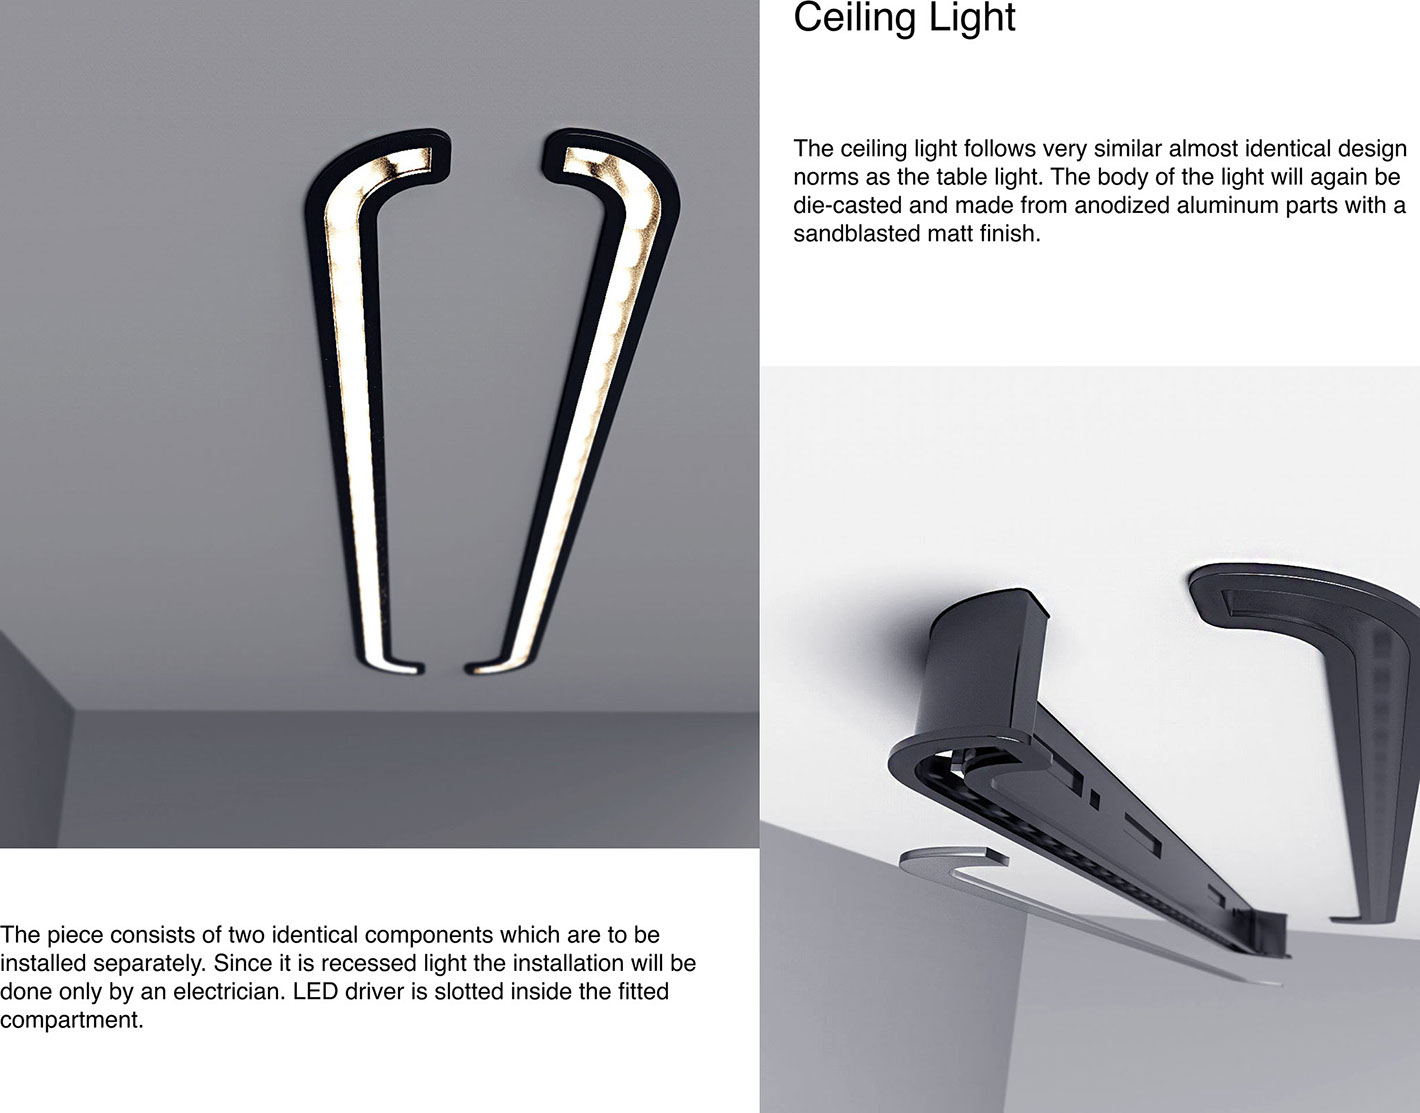 Ceiling Light
The ceiling light follows very similar almost identical design
norms as the table light. The body of the light will again be
die-casted and made from anodized aluminum parts with a
sandblasted matt finish.
The piece consists of two identical components which are to be
installed separately. Since it is recessed light the installation will be
done only by an electrician. LED driver is slotted inside the fitted
compartment.